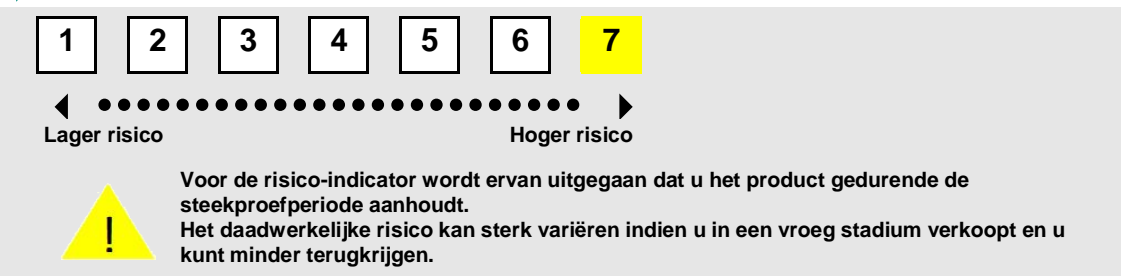 1 2 3 4 5 6 7
Lager risico Hoger risico
Voor de risico-indicator wordt ervan uitgegaan dat u het product gedurende de
steekproefperiode aanhoudt.
!
Het daadwerkelijke risico kan sterk variëren indien u in een vroeg stadium verkoopt en u
kunt minder terugkrijgen.